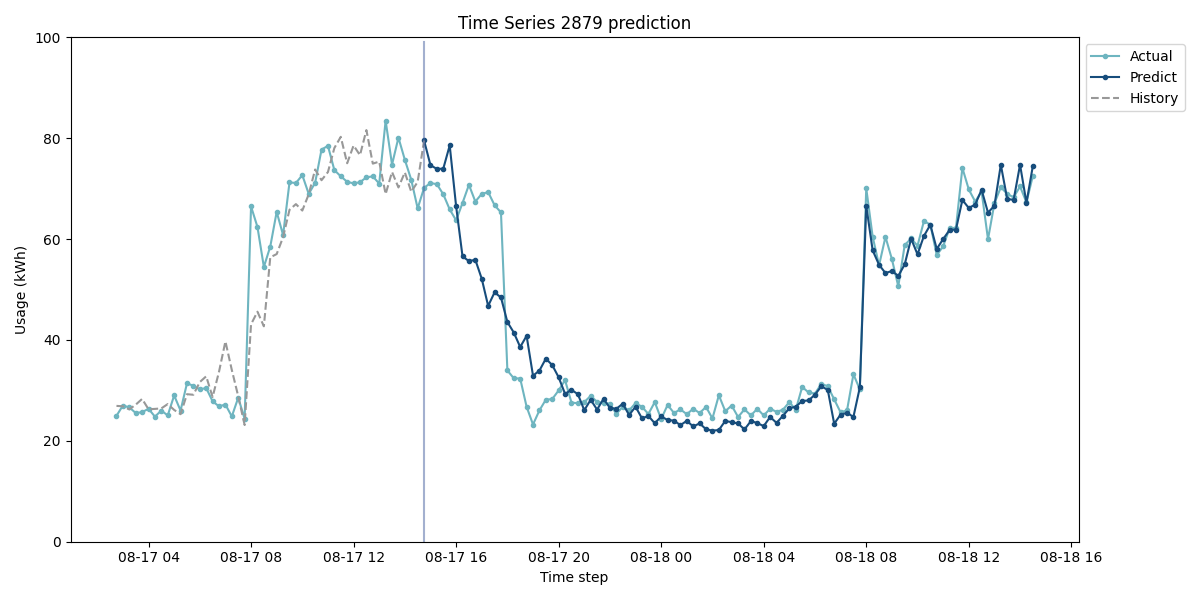 Time Series 2879 prediction
100
80
60
40
20
0
Usage (kWh)
08-17 04
08-17 08
08-17 12
08-17 16
08-17 20
08-18 00
08-18 04
08-18 08
08-18 12
08-18 16
Time step
Actual
Predict
History